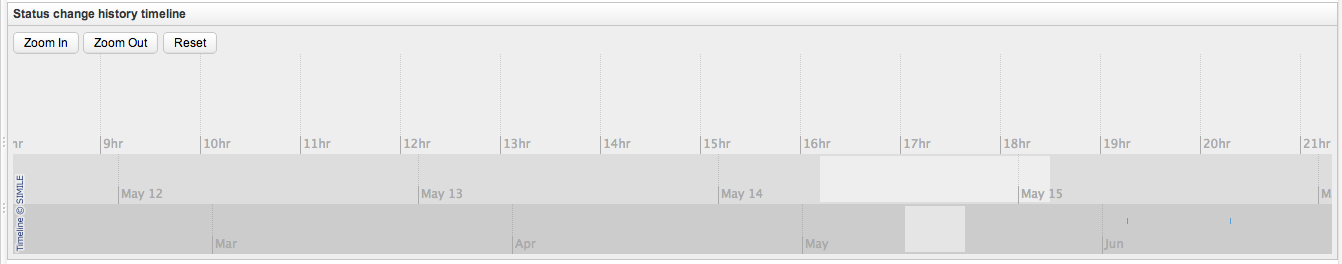 Status change history timeline
Zoom In Zoom Out Reset
hr 9hr 10hr 11hr 12hr 13hr 14hr 15hr 16hr 17hr 18hr 19hr 20hr 21hr
May 12 May 13 May 14 May 15 M
Mar Apr May Jun
Timeline © SIMILE